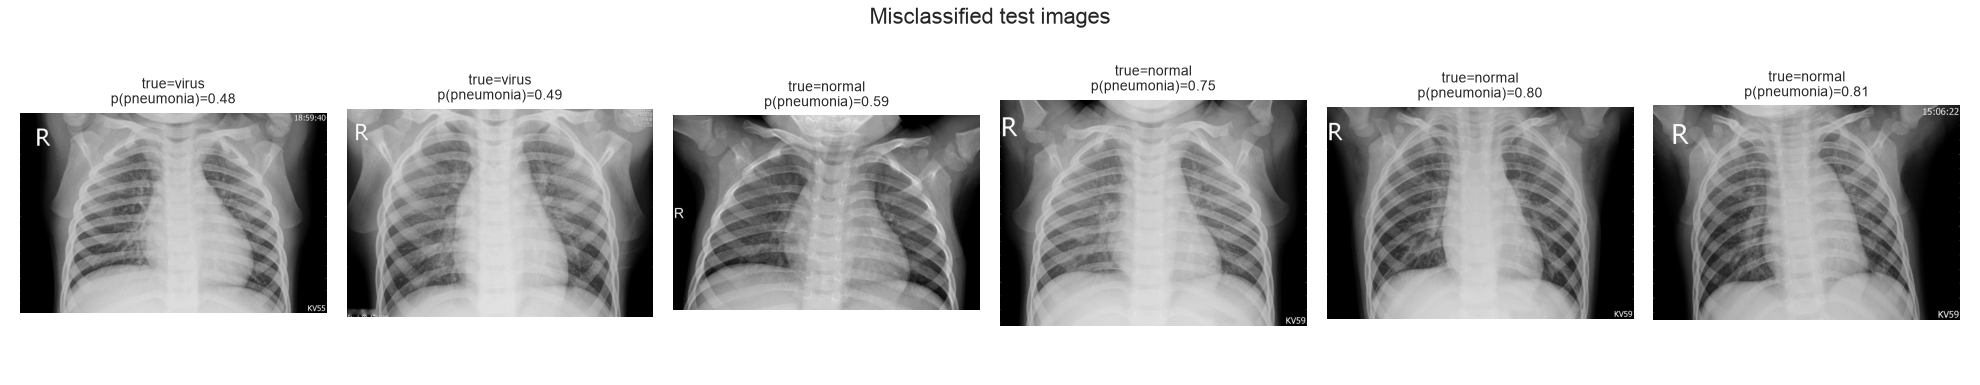 Misclassified test images
true=virus
p(pneumonia)=0.48
true=virus
p(pneumonia)=0.49
true=normal
p(pneumonia)=0.59
true=normal
p(pneumonia)=0.75
true=normal
p(pneumonia)=0.80
true=normal
p(pneumonia)=0.81
R
18:59:40
KV55
R
R
R
KV59
R
KV59
R
15:06:22
KV59